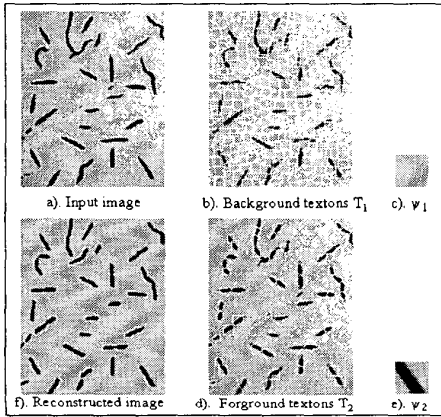 a). Input image
b). Background textons T1
c). ψ1
f). Reconstructed image
d). Forground textons T2
e). ψ2